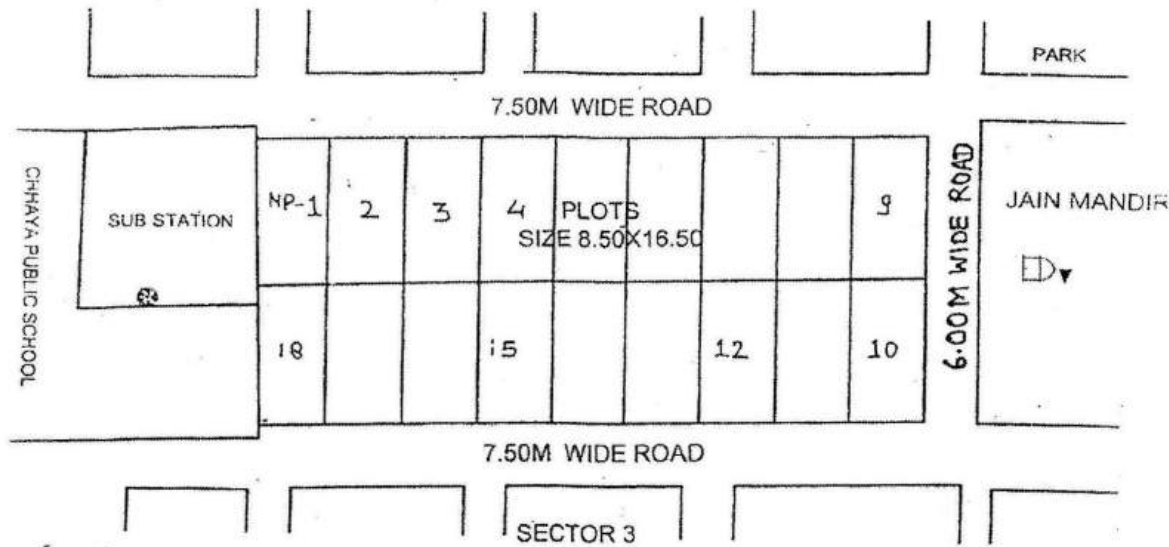 PARK
7.50M WIDE ROAD
CHHAYA PUBLIC SCHOOL
SUB STATION
NP-1 2 3 4 9
PLOTS
SIZE 8.50X16.50
6.00M WIDE ROAD
JAIN MANDIR
18 15 12 10
7.50M WIDE ROAD
SECTOR 3